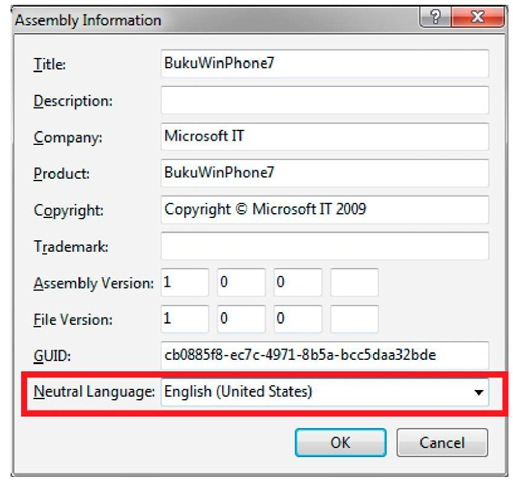 Assembly Information
Title: BukuWinPhone7
Description:
Company: Microsoft IT
Product: BukuWinPhone7
Copyright: Copyright © Microsoft IT 2009
Trademark:
Assembly Version: 1 0 0
File Version: 1 0 0
GUID: cb0885f8-ec7c-4971-8b5a-bcc5daa32bde
Neutral Language: English (United States)
OK Cancel